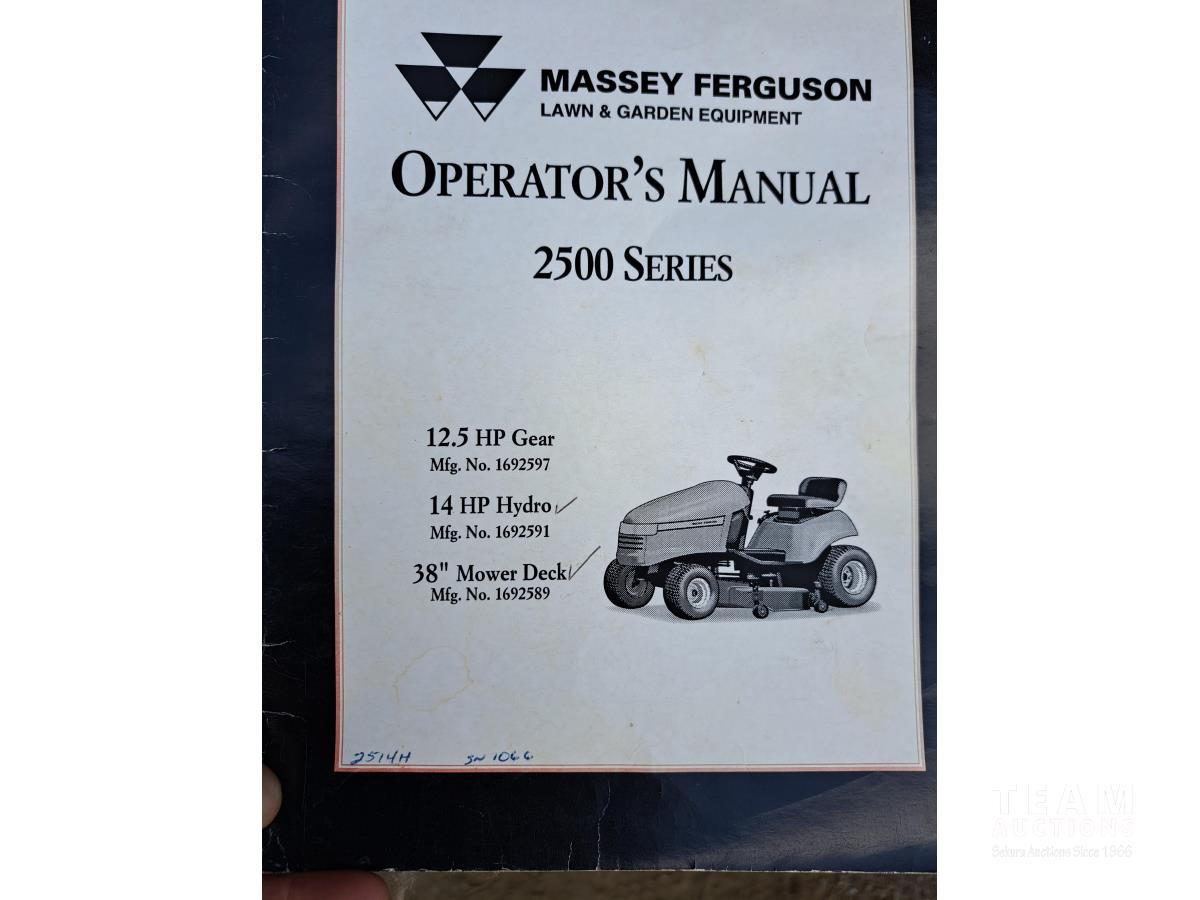 MASSEY FERGUSON
LAWN & GARDEN EQUIPMENT
OPERATOR'S MANUAL
2500 SERIES
12.5 HP Gear
Mfg. No. 1692597
14 HP Hydro
Mfg. No. 1692591
38" Mower Deck
Mfg. No. 1692589
2514H SN 1066
TEAM
AUCTIONS
Sekura Auctions Since 1966